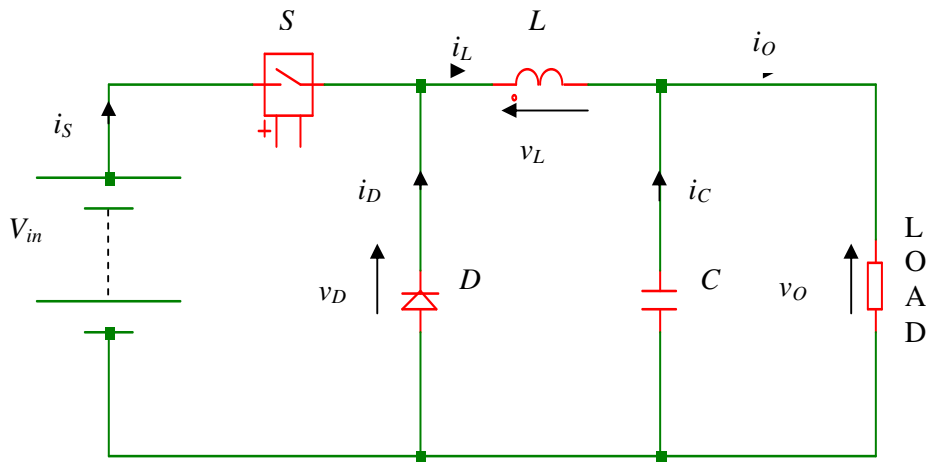 S
L
i_L
i_O
i_S
+
v_L
i_D
i_C
V_in
v_D
D
C
v_O
L
O
A
D